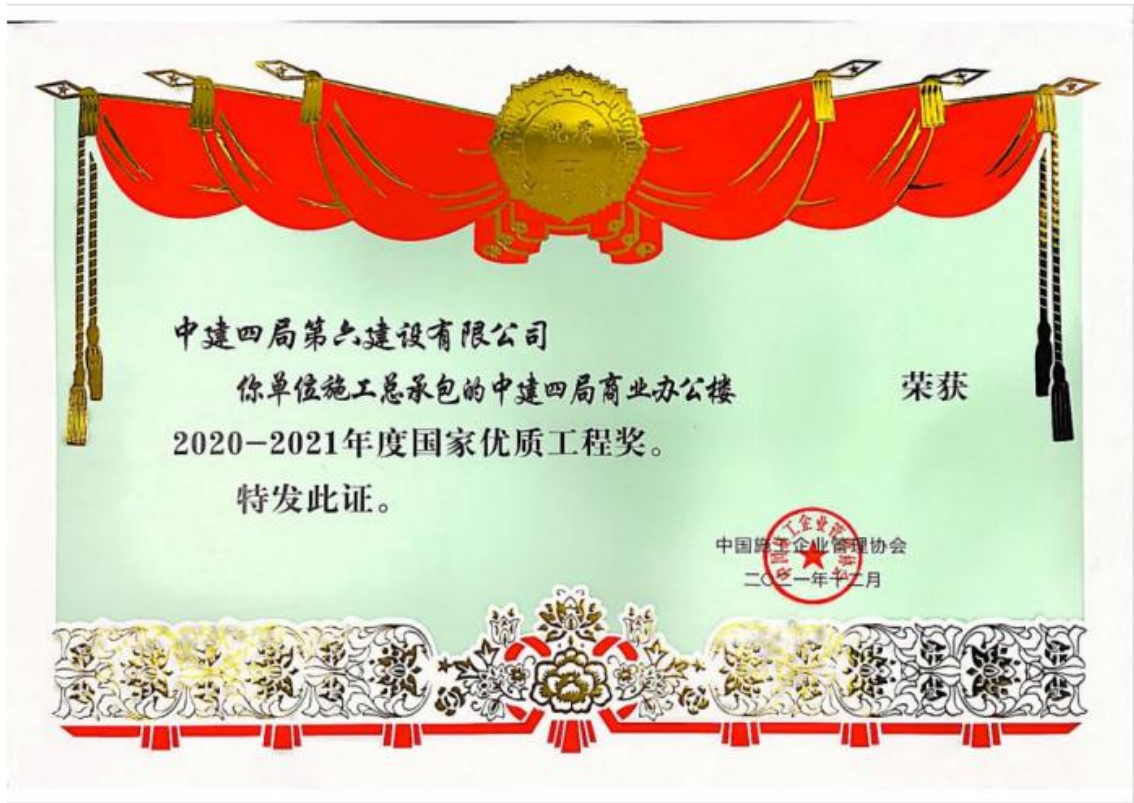 中建四局第六建设有限公司
你单位施工总承包的中建四局商业办公楼 荣获
2020-2021年度国家优质工程奖。
特发此证。
中国施工企业管理协会
二〇二一年十二月